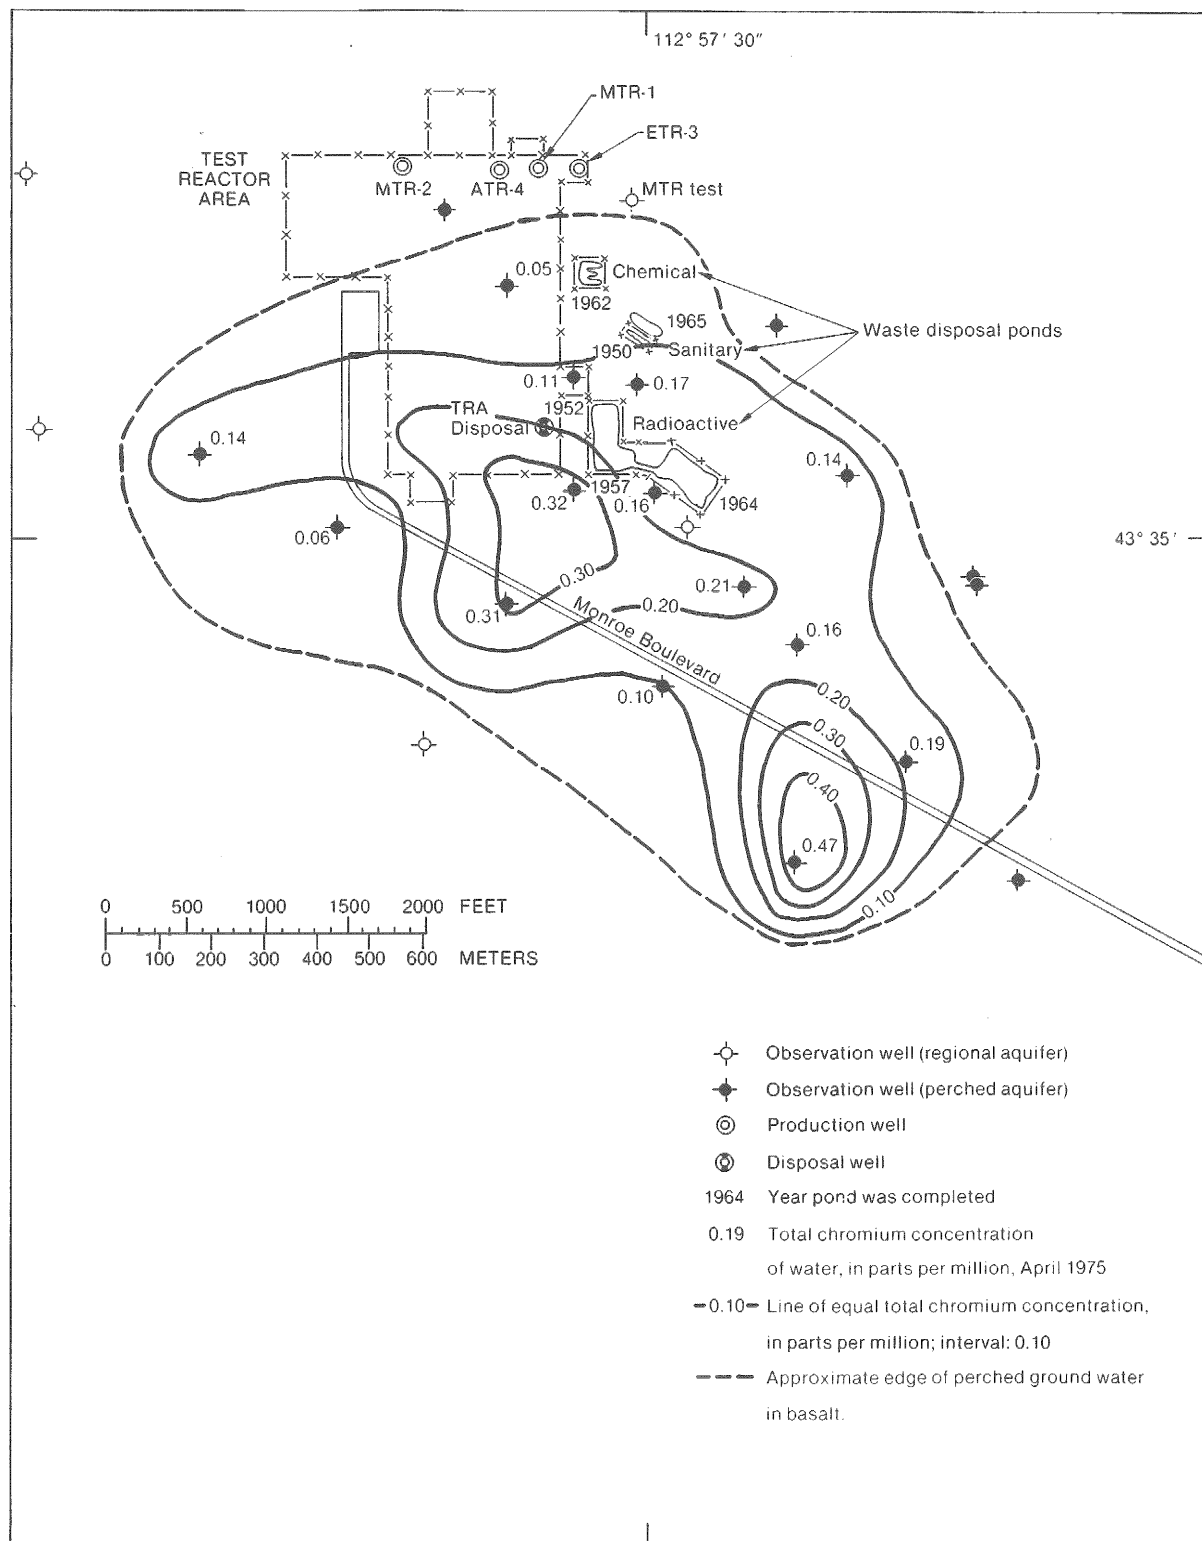 112° 57' 30"
MTR-1
ETR-3
TEST
REACTOR
AREA
MTR-2
ATR-4
MTR test
0.05
Chemical
1962
1965
Waste disposal ponds
1950
Sanitary
0.11
0.17
TRA
1952
Disposal
Radioactive
0.14
0.14
0.32
1957
0.16
1964
0.06
43° 35'
0.30
0.21
0.20
0.31
Monroe Boulevard
0.16
0.10
0.20
0.30
0.19
0.40
0.47
0.10
0 500 1000 1500 2000 FEET
0 100 200 300 400 500 600 METERS
Observation well (regional aquifer)
Observation well (perched aquifer)
Production well
Disposal well
1964 Year pond was completed
0.19 Total chromium concentration
of water, in parts per million, April 1975
0.10 Line of equal total chromium concentration,
in parts per million; interval: 0.10
Approximate edge of perched ground water
in basalt.